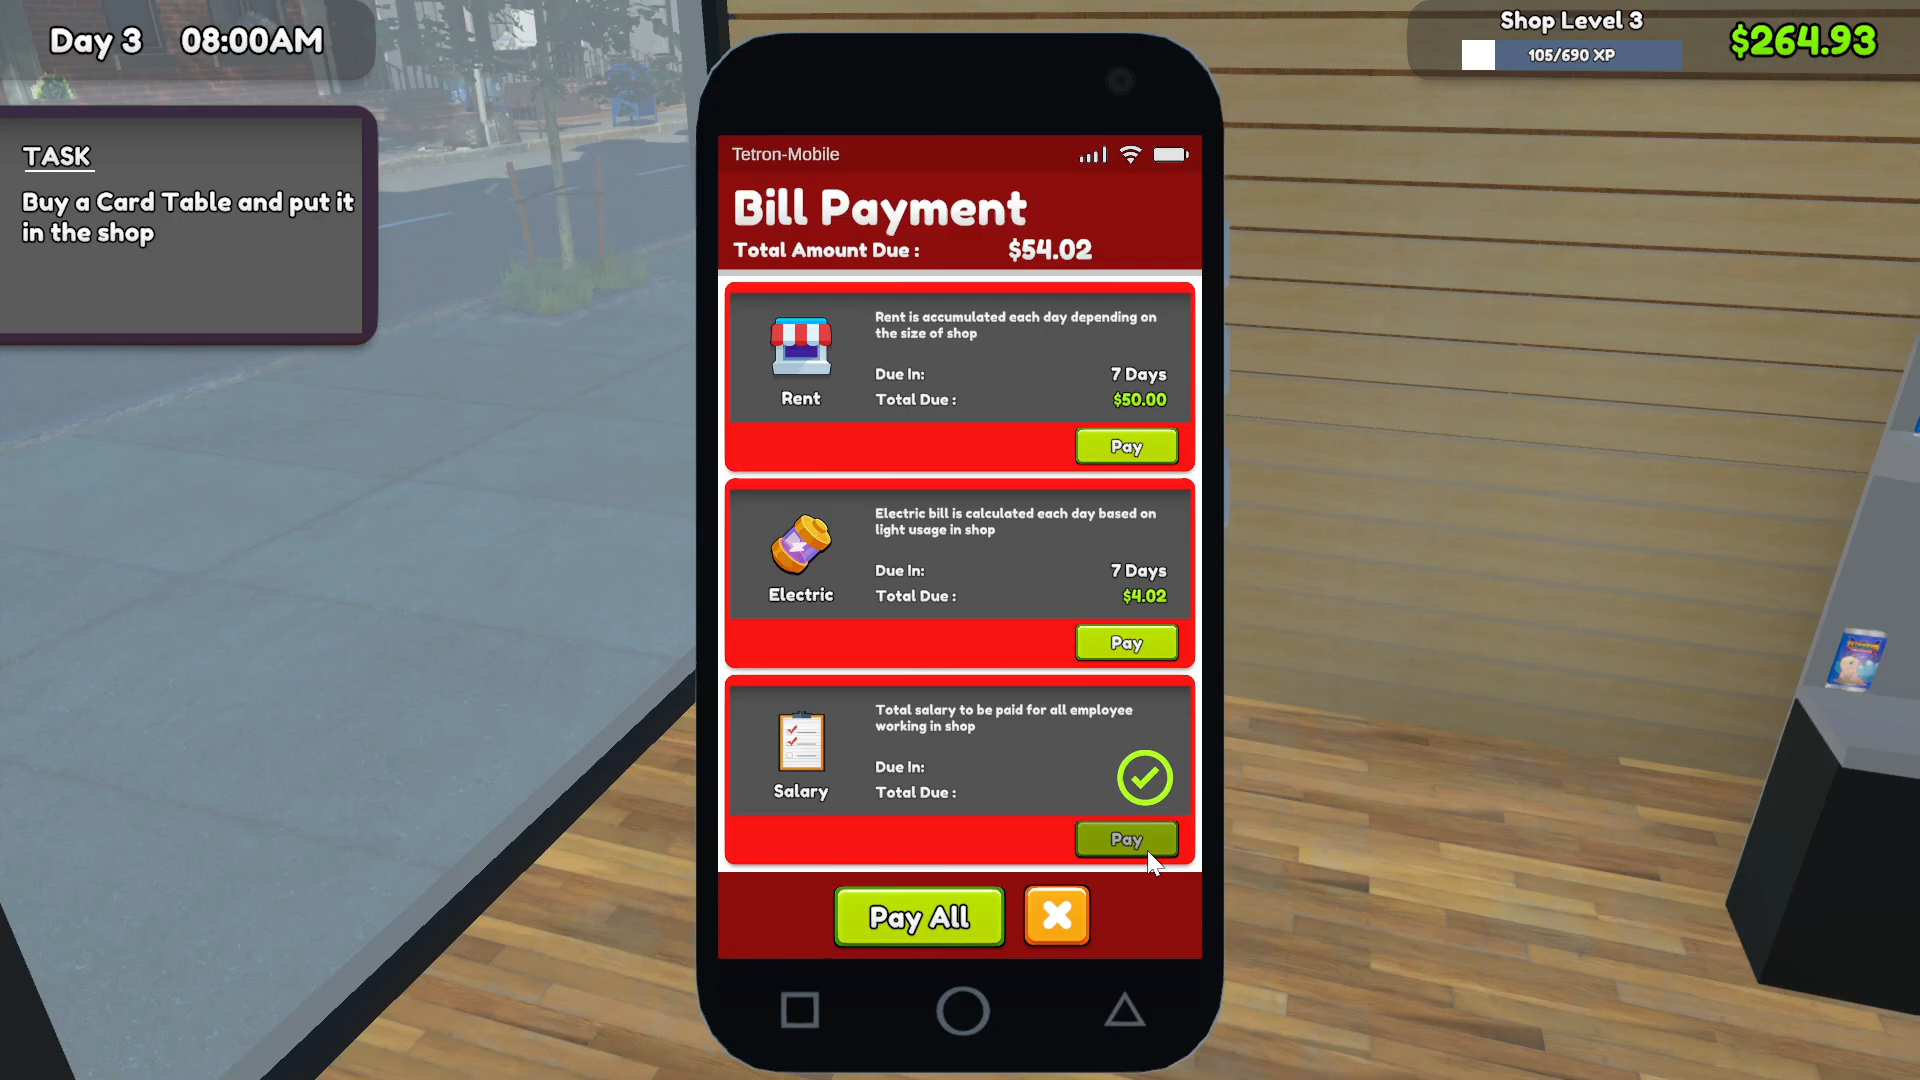 Day 3 08:00AM
Shop Level 3
105/690 XP
$264.93
TASK
Buy a Card Table and put it
in the shop
Tetron-Mobile
Bill Payment
Total Amount Due : $54.02
Rent is accumulated each day depending on
the size of shop
Due In: 7 Days
Total Due : $50.00
Rent
Pay
Electric bill is calculated each day based on
light usage in shop
Due In: 7 Days
Total Due : $4.02
Electric
Pay
Total salary to be paid for all employee
working in shop
Due In:
Total Due :
Salary
Pay
Pay All